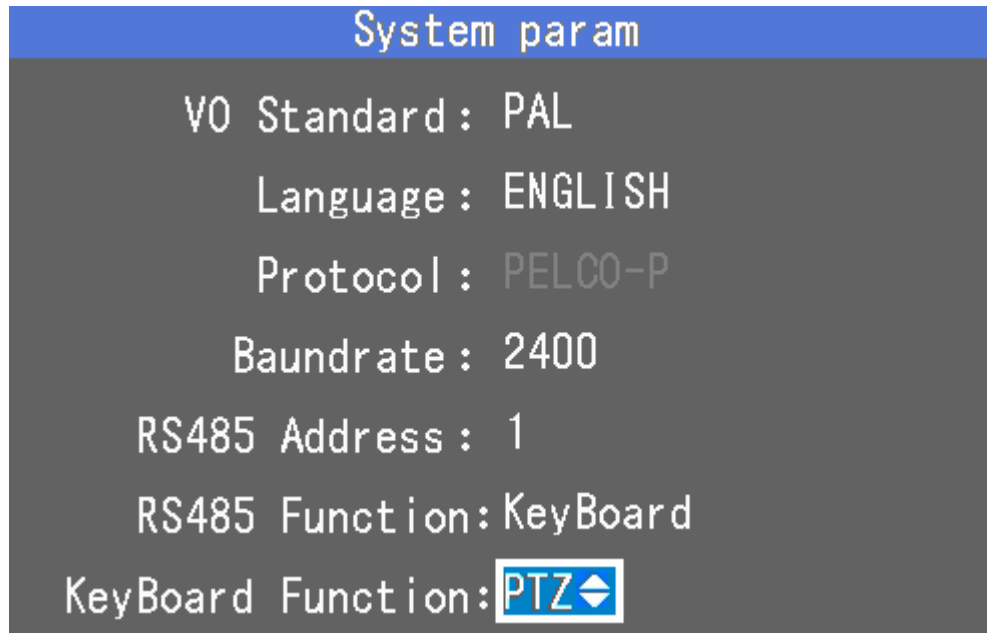 System param
VO Standard: PAL
Language: ENGLISH
Protocol: PELCO-P
Baundrate: 2400
RS485 Address: 1
RS485 Function: KeyBoard
KeyBoard Function: PTZ